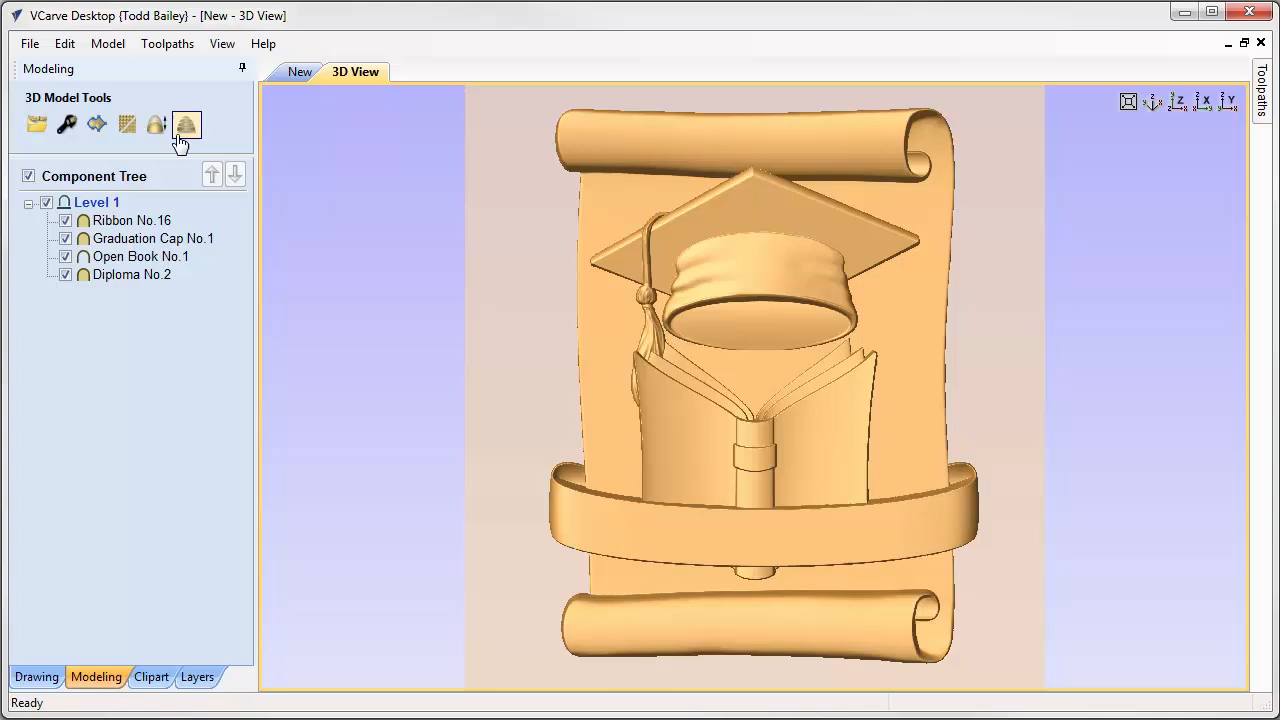 VCarve Desktop {Todd Bailey} - [New - 3D View]
File Edit Model Toolpaths View Help
Modeling
New 3D View
3D Model Tools
Z X Y
Toolpaths
Component Tree
Level 1
Ribbon No.16
Graduation Cap No.1
Open Book No.1
Diploma No.2
Drawing Modeling Clipart Layers
Ready